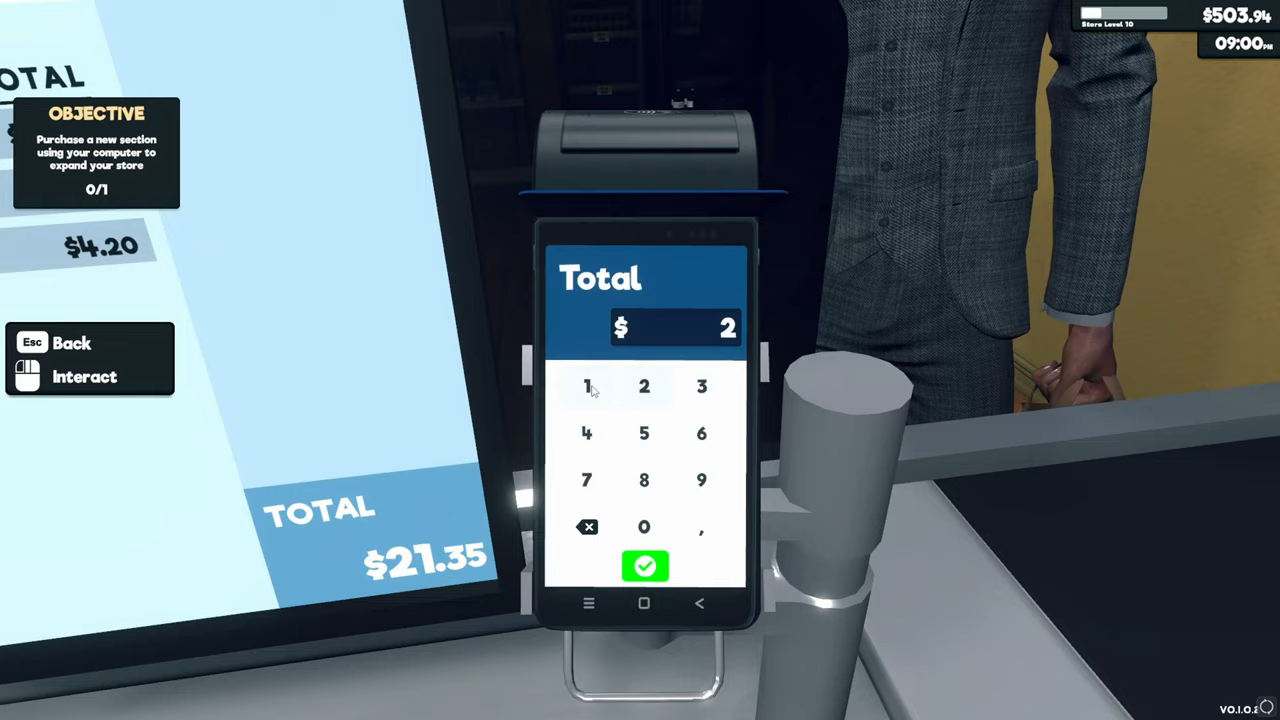 OTAL
OBJECTIVE
Purchase a new section
using your computer to
expand your store
0/1
$4.20
Esc Back
Interact
TOTAL
$21.35
Total
$ 2
1 2 3
4 5 6
7 8 9
0 ,
$503.94
Store Level 10
09:00PM